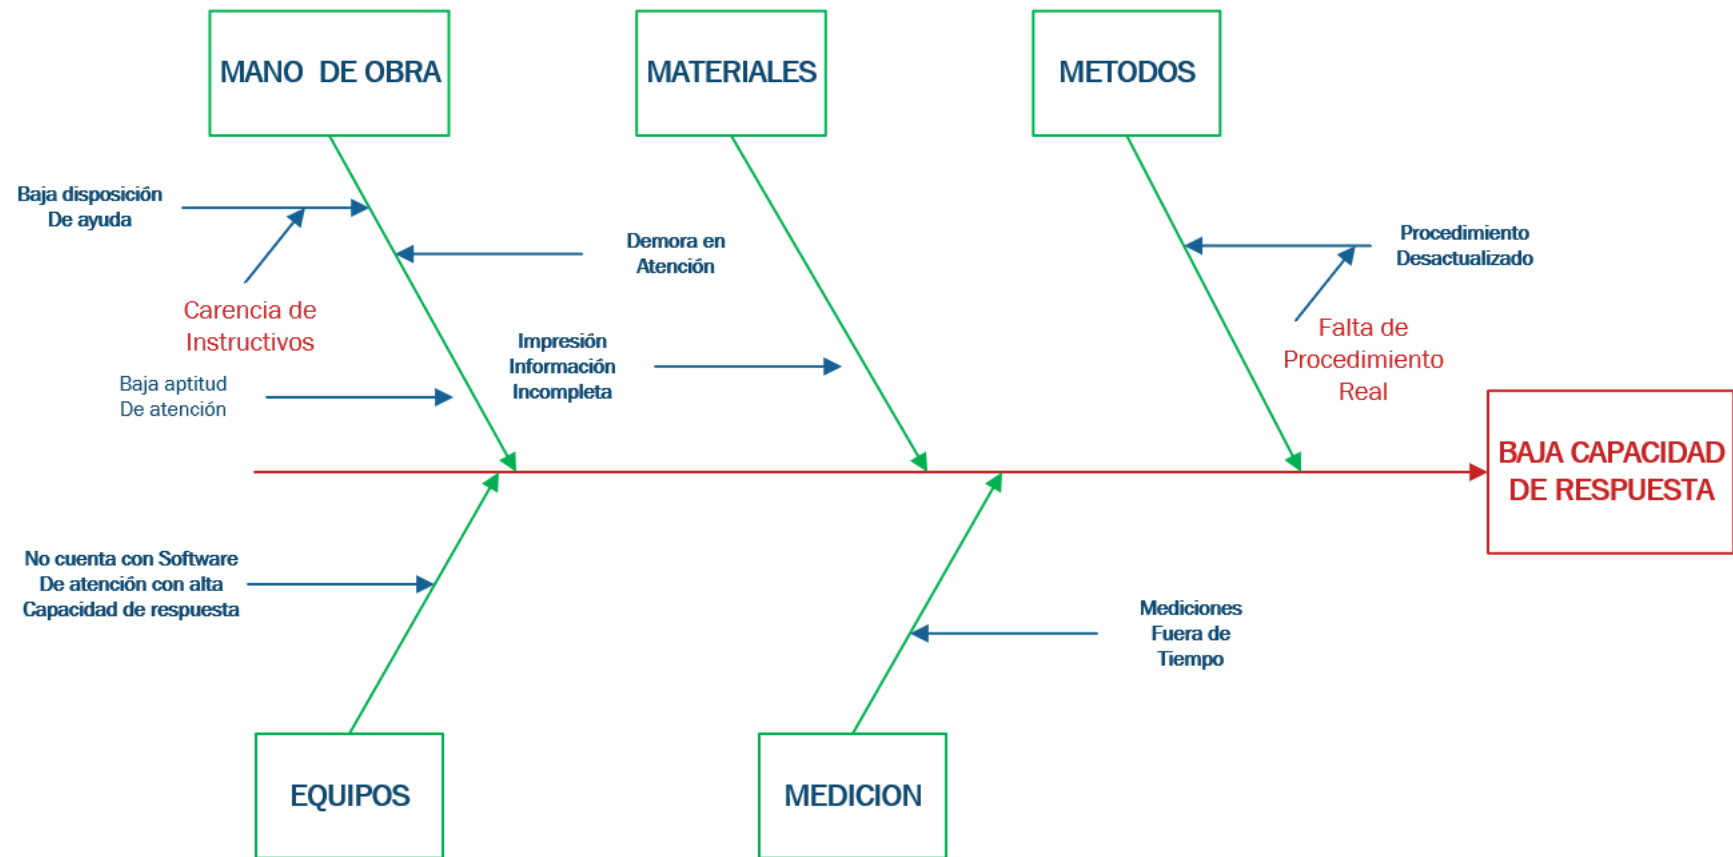 MANO DE OBRA
MATERIALES
METODOS
Baja disposición
De ayuda
Demora en
Atención
Procedimiento
Desactualizado
Carencia de
Instructivos
Impresión
Información
Incompleta
Falta de
Procedimiento
Real
Baja aptitud
De atención
BAJA CAPACIDAD
DE RESPUESTA
No cuenta con Software
De atención con alta
Capacidad de respuesta
Mediciones
Fuera de
Tiempo
EQUIPOS
MEDICION